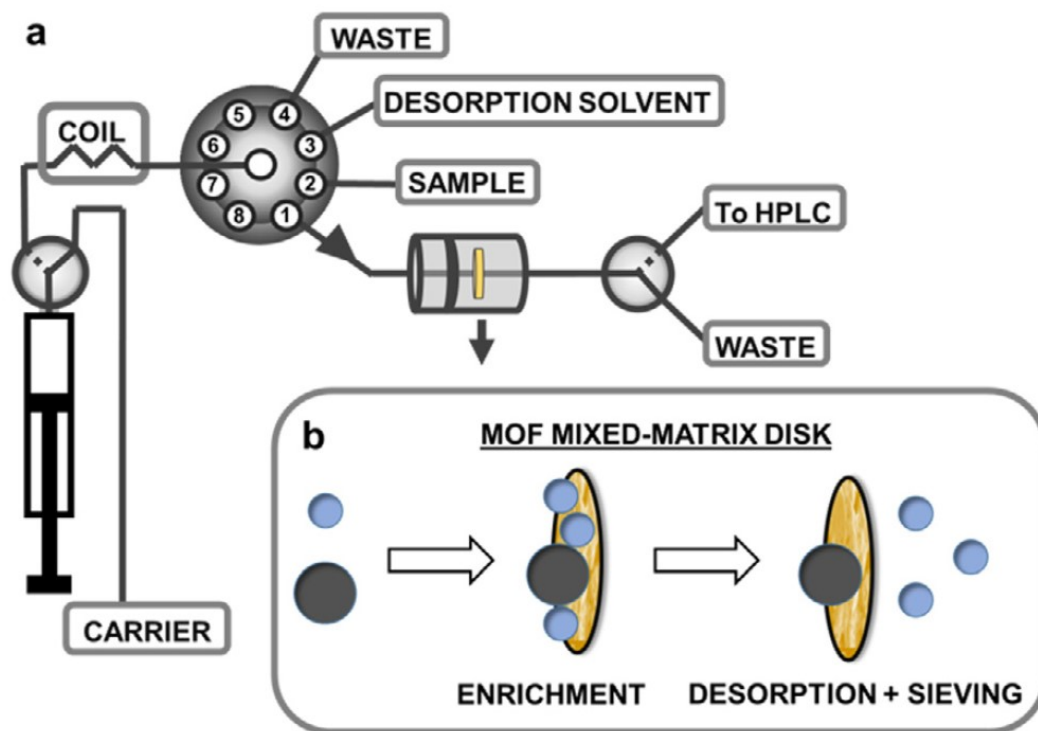 a
WASTE
DESORPTION SOLVENT
COIL
5
4
6
3
7
2
8
1
SAMPLE
To HPLC
WASTE
CARRIER
b
MOF MIXED-MATRIX DISK
ENRICHMENT
DESORPTION + SIEVING